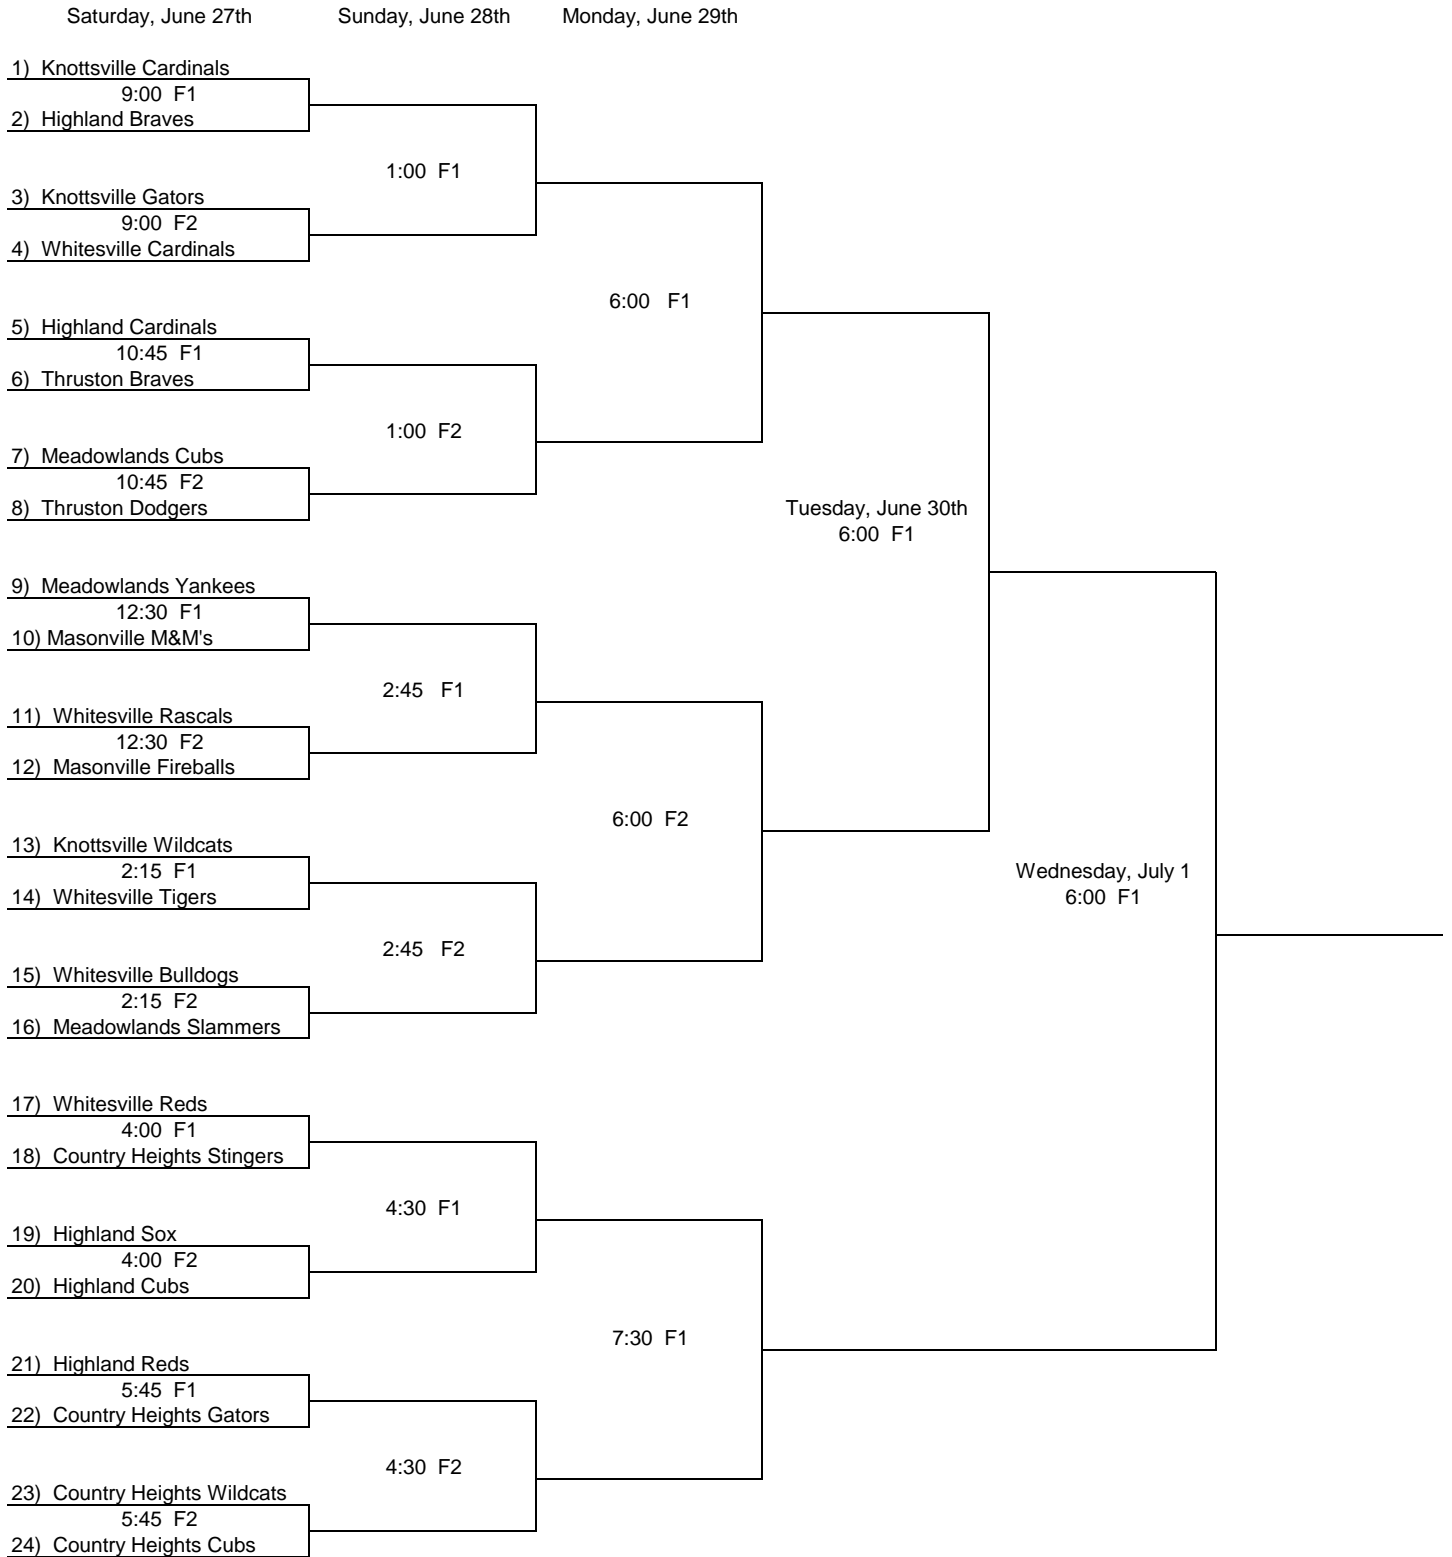 Saturday, June 27th Sunday, June 28th Monday, June 29th
1) Knottsville Cardinals
9:00 F1
2) Highland Braves
1:00 F1
3) Knottsville Gators
9:00 F2
4) Whitesville Cardinals
6:00 F1
5) Highland Cardinals
10:45 F1
6) Thruston Braves
1:00 F2
7) Meadowlands Cubs
10:45 F2
8) Thruston Dodgers
Tuesday, June 30th
6:00 F1
9) Meadowlands Yankees
12:30 F1
10) Masonville M&M's
2:45 F1
11) Whitesville Rascals
12:30 F2
12) Masonville Fireballs
6:00 F2
13) Knottsville Wildcats
2:15 F1
14) Whitesville Tigers
Wednesday, July 1
6:00 F1
2:45 F2
15) Whitesville Bulldogs
2:15 F2
16) Meadowlands Slammers
17) Whitesville Reds
4:00 F1
18) Country Heights Stingers
4:30 F1
19) Highland Sox
4:00 F2
20) Highland Cubs
7:30 F1
21) Highland Reds
5:45 F1
22) Country Heights Gators
4:30 F2
23) Country Heights Wildcats
5:45 F2
24) Country Heights Cubs